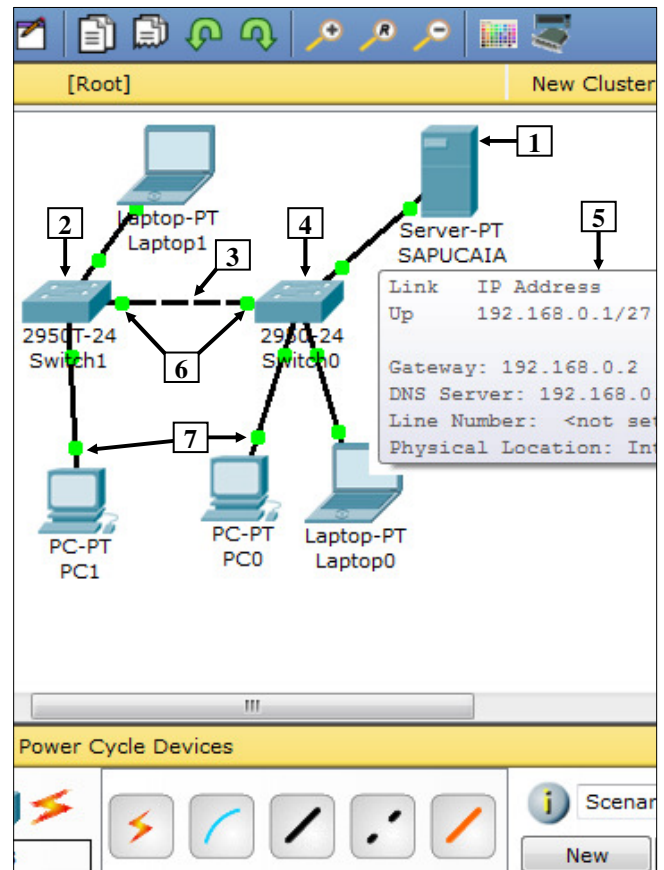 [Root]
New Cluster
1
Laptop-PT
Laptop1
2
3
4
Server-PT
SAPUCAIA
5
Link IP Address
Up 192.168.0.1/27
Gateway: 192.168.0.2
DNS Server: 192.168.0.
Line Number: <not set
Physical Location: Int
2950T-24
Switch1
2950-24
Switch0
6
7
PC-PT
PC1
PC-PT
PC0
Laptop-PT
Laptop0
Power Cycle Devices
i
Scenar
New
s
R